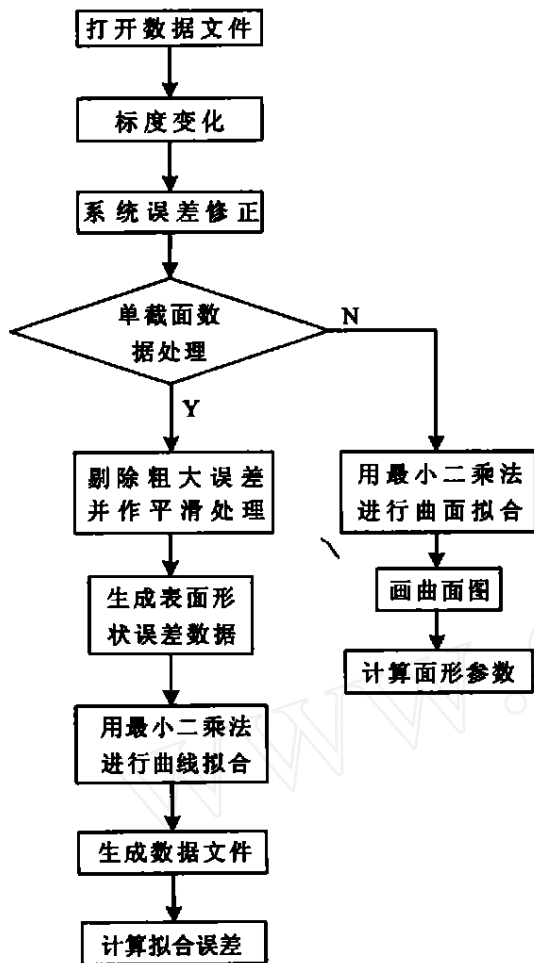 打开数据文件
标度变化
系统误差修正
单截面数
据处理
N
Y
剔除粗大误差
并作平滑处理
生成表面形
状误差数据
用最小二乘法
进行曲线拟合
生成数据文件
计算拟合误差
用最小二乘法
进行曲面拟合
画曲面图
计算面形参数
www.